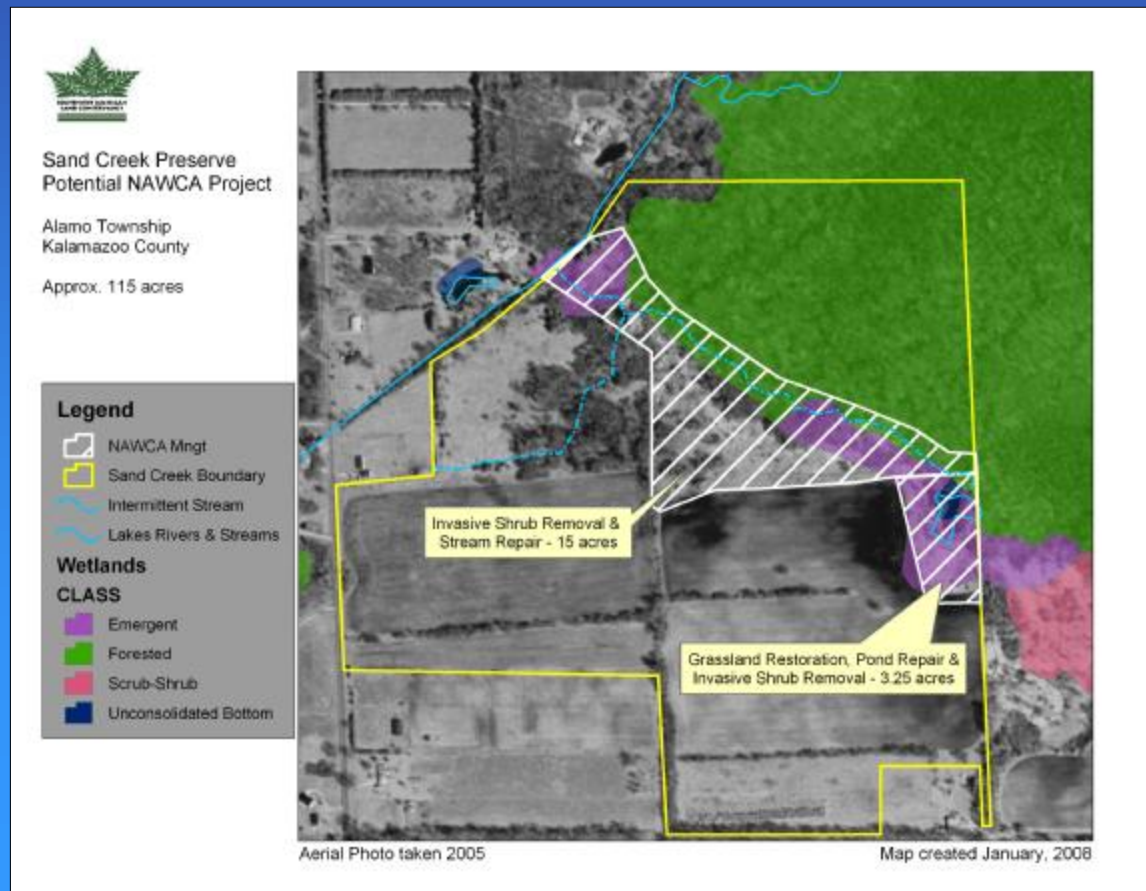 Sand Creek Preserve
Potential NAWCA Project
Alamo Township
Kalamazoo County
Approx. 115 acres
Legend
NAWCA Mngt
Sand Creek Boundary
Intermittent Stream
Lakes Rivers & Streams
Wetlands
CLASS
Emergent
Forested
Scrub-Shrub
Unconsolidated Bottom
Invasive Shrub Removal &
Stream Repair - 15 acres
Grassland Restoration, Pond Repair &
Invasive Shrub Removal - 3.25 acres
Aerial Photo taken 2005
Map created January, 2008